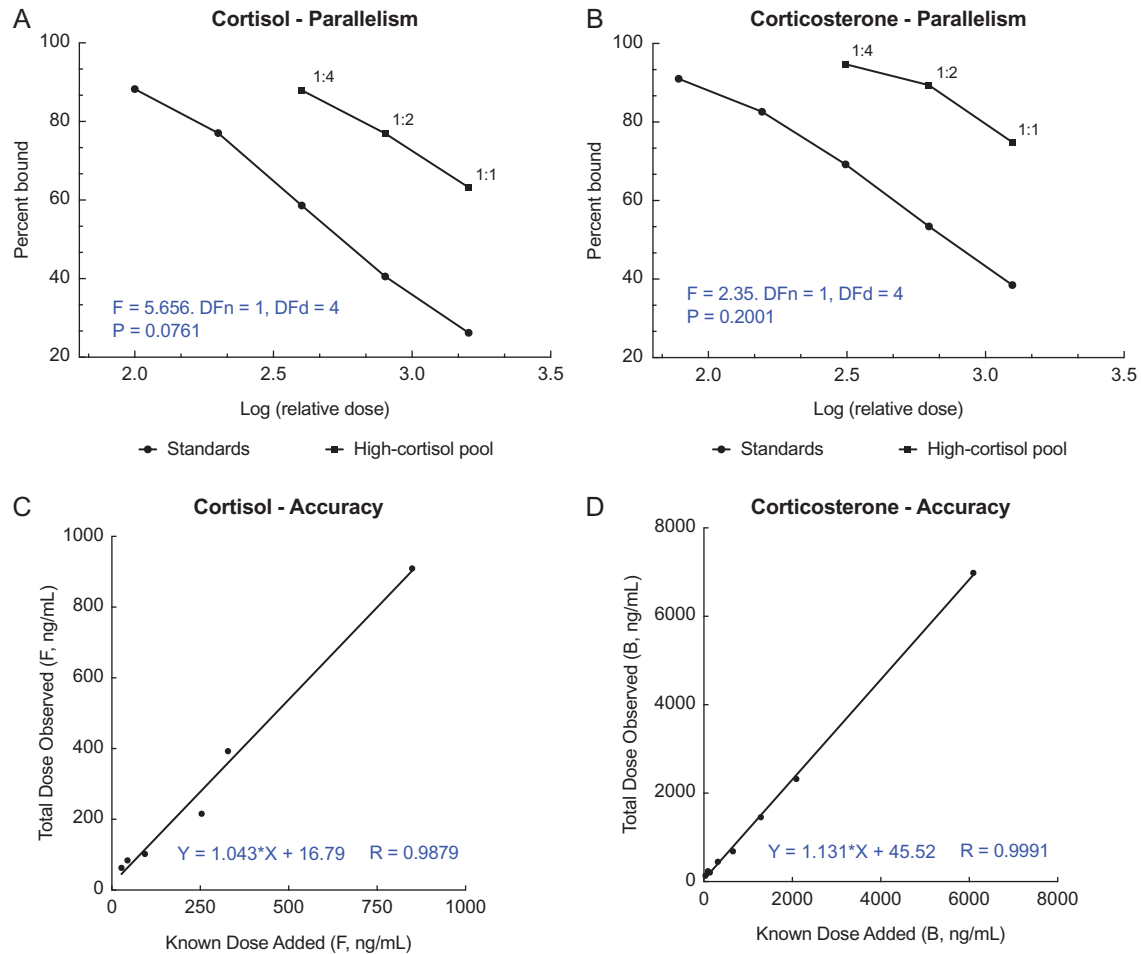 A
Cortisol - Parallelism
Percent bound
100
80
60
40
20
1:4
1:2
1:1
F = 5.656. DFn = 1, DFd = 4
P = 0.0761
2.0
2.5
3.0
3.5
Log (relative dose)
Standards
High-cortisol pool
B
Corticosterone - Parallelism
Percent bound
100
80
60
40
20
1:4
1:2
1:1
F = 2.35. DFn = 1, DFd = 4
P = 0.2001
2.0
2.5
3.0
3.5
Log (relative dose)
Standards
High-cortisol pool
C
Cortisol - Accuracy
Total Dose Observed (F, ng/mL)
1000
800
600
400
200
0
Y = 1.043*X + 16.79 R = 0.9879
0
250
500
750
1000
Known Dose Added (F, ng/mL)
D
Corticosterone - Accuracy
Total Dose Observed (B, ng/mL)
8000
6000
4000
2000
0
Y = 1.131*X + 45.52 R = 0.9991
0
2000
4000
6000
8000
Known Dose Added (B, ng/mL)